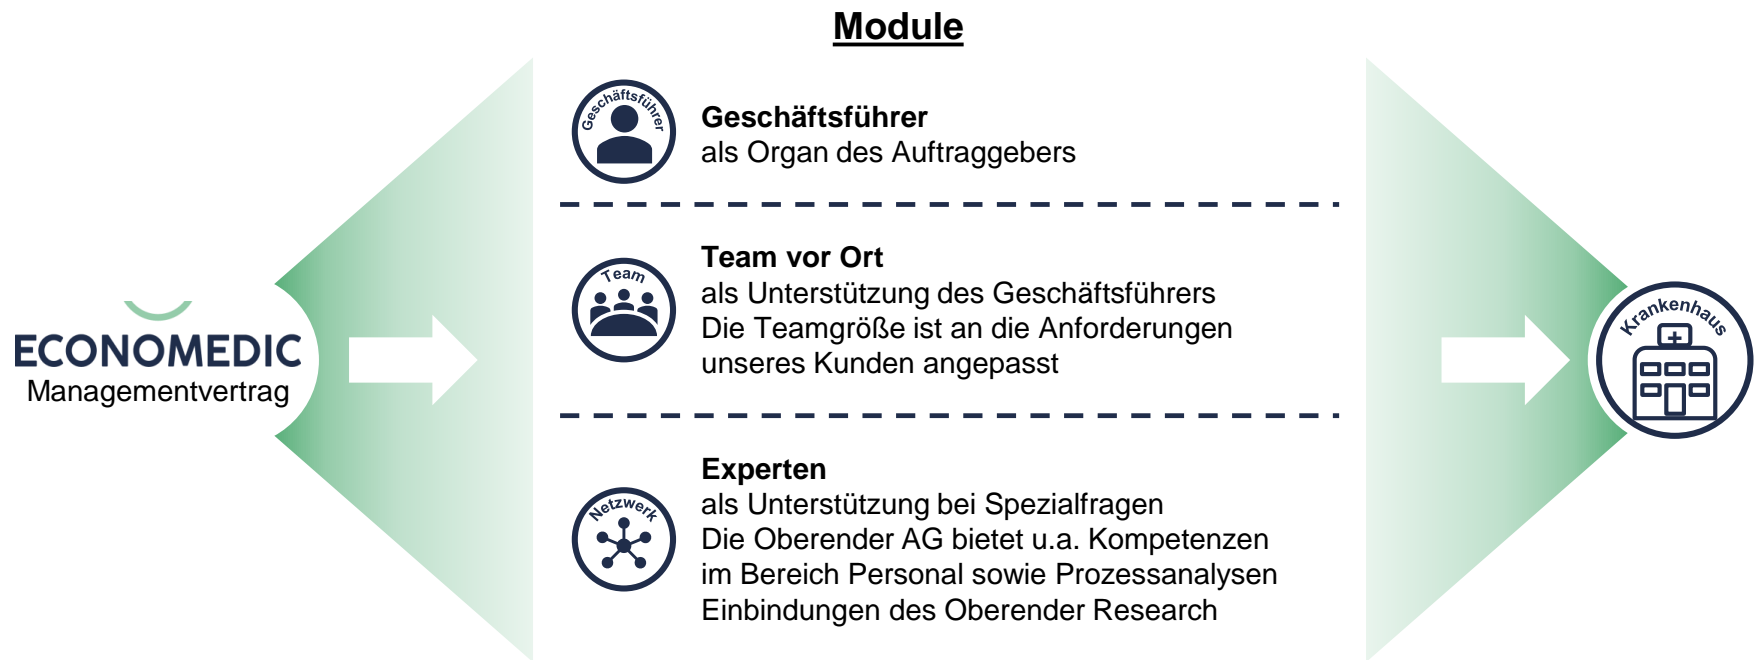 Module
Geschäftsführer
Geschäftsführer
als Organ des Auftraggebers
Team
Team vor Ort
als Unterstützung des Geschäftsführers
Die Teamgröße ist an die Anforderungen
unseres Kunden angepasst
ECONOMEDIC
Managementvertrag
Krankenhaus
Netzwerk
Experten
als Unterstützung bei Spezialfragen
Die Oberender AG bietet u.a. Kompetenzen
im Bereich Personal sowie Prozessanalysen
Einbindungen des Oberender Research